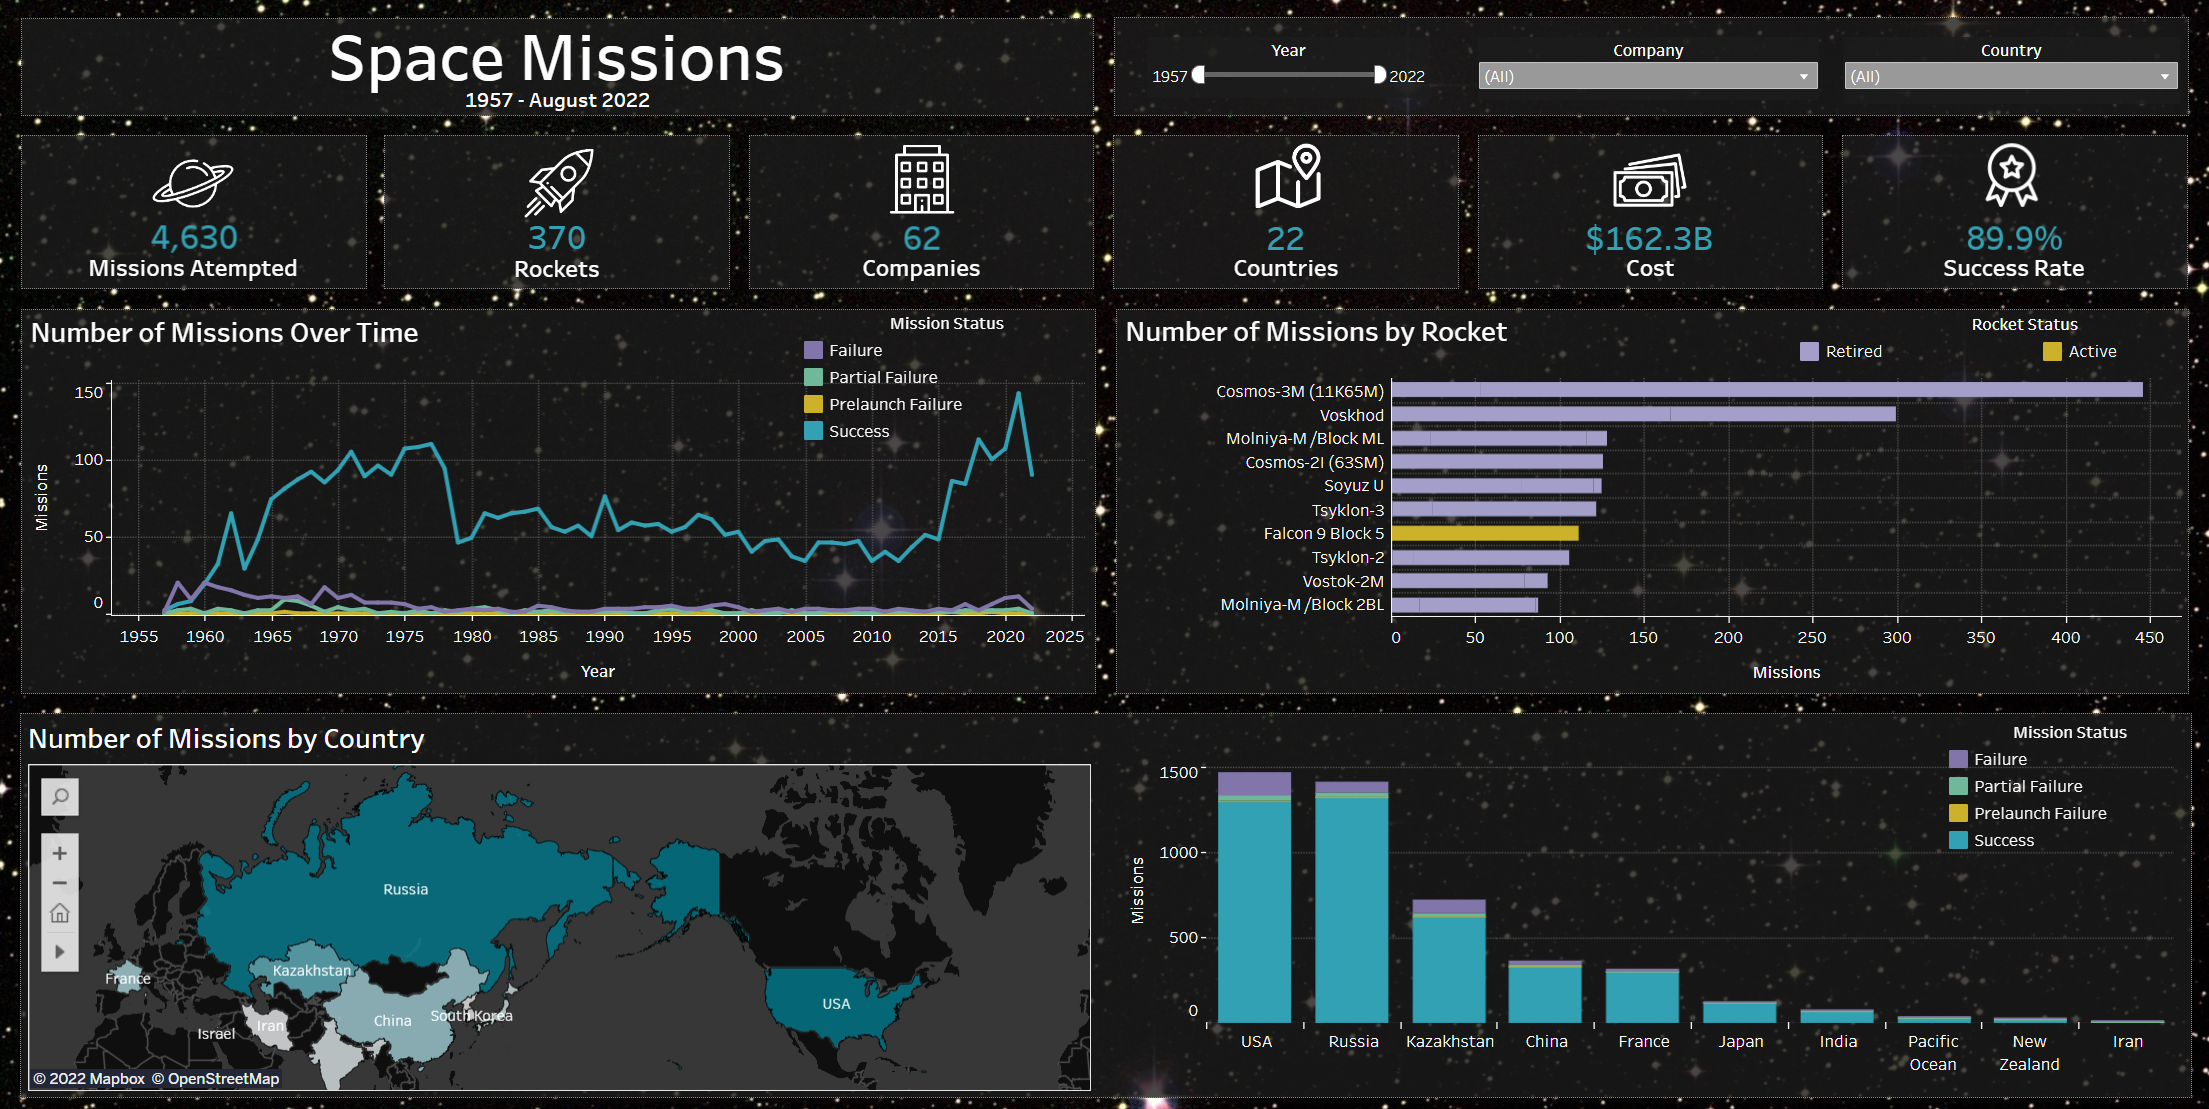 Space Missions
1957 - August 2022
Year
1957
2022
Company
(All)
Country
(All)
4,630
Missions Atempted
370
Rockets
62
Companies
22
Countries
$162.3B
Cost
89.9%
Success Rate
Number of Missions Over Time
Mission Status
Failure
Partial Failure
Prelaunch Failure
Success
150
100
50
0
Missions
1955 1960 1965 1970 1975 1980 1985 1990 1995 2000 2005 2010 2015 2020 2025
Year
Number of Missions by Rocket
Rocket Status
Retired
Active
Cosmos-3M (11K65M)
Voskhod
Molniya-M /Block ML
Cosmos-2I (63SM)
Soyuz U
Tsyklon-3
Falcon 9 Block 5
Tsyklon-2
Vostok-2M
Molniya-M /Block 2BL
0 50 100 150 200 250 300 350 400 450
Missions
Number of Missions by Country
Russia
Kazakhstan
France
China
South Korea
Iran
Israel
USA
© 2022 Mapbox © OpenStreetMap
Mission Status
Failure
Partial Failure
Prelaunch Failure
Success
1500
1000
500
0
Missions
USA
Russia
Kazakhstan
China
France
Japan
India
Pacific
Ocean
New
Zealand
Iran